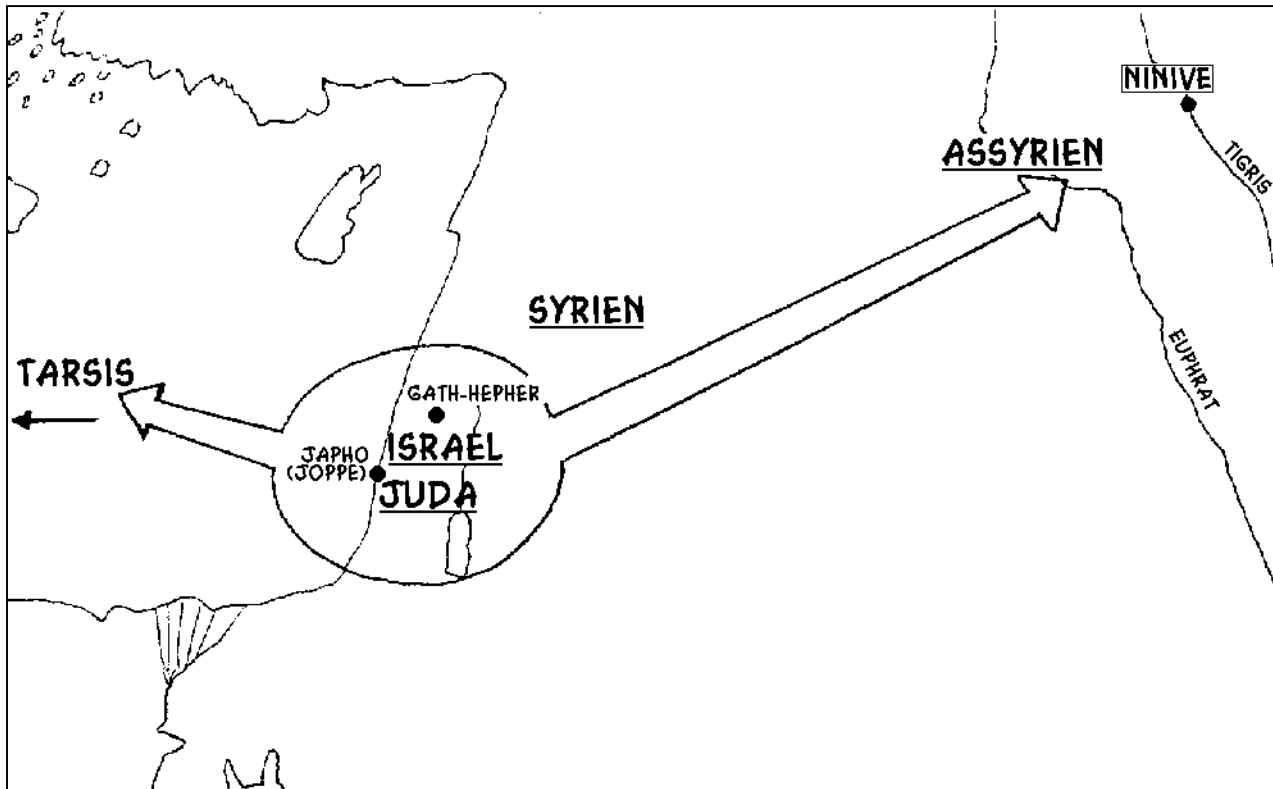 NINIVE
ASSYRIEN
TIGRIS
SYRIEN
EUPHRAT
TARSIS
GATH-HEPHER
ISRAEL
JAPHO
(JOPPE)
JUDA